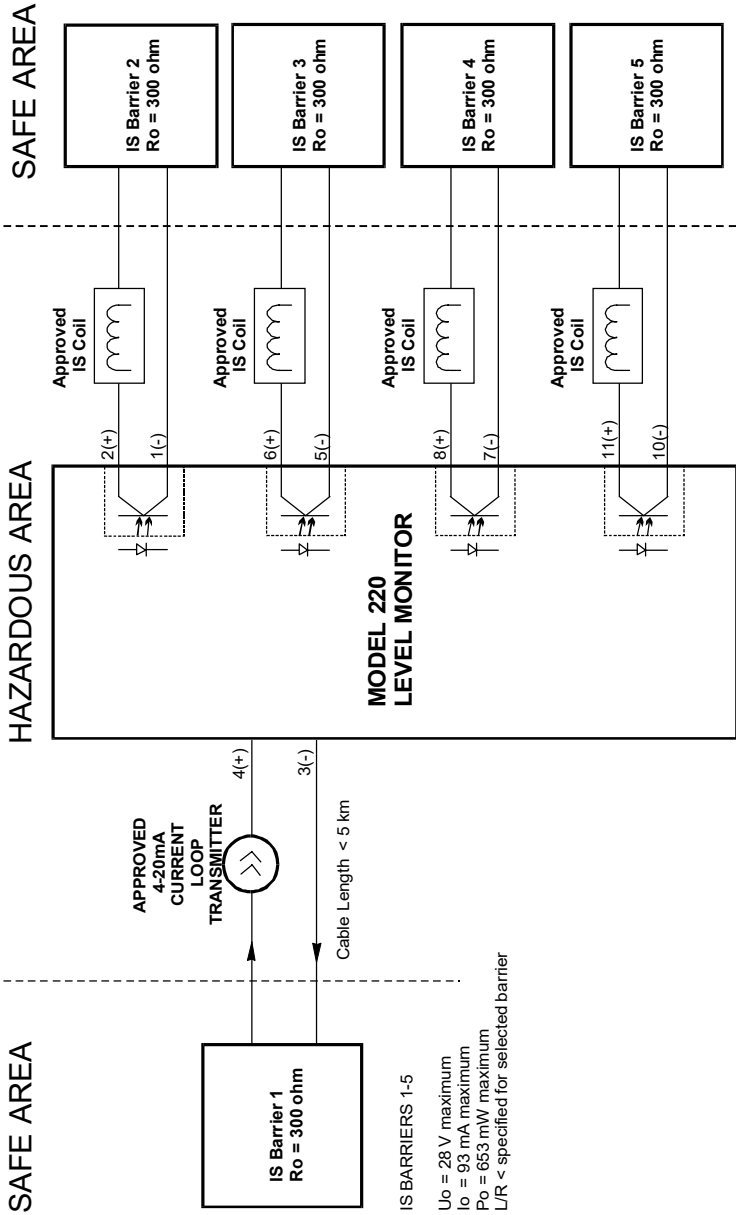 SAFE AREA
HAZARDOUS AREA
SAFE AREA
IS Barrier 1
Ro = 300 ohm
IS BARRIERS 1-5
Uo = 28 V maximum
Io = 93 mA maximum
Po = 653 mW maximum
L/R < specified for selected barrier
APPROVED
4-20mA
CURRENT
LOOP
TRANSMITTER
Cable Length < 5 km
4(+)
3(-)
MODEL 220
LEVEL MONITOR
2(+)
1(-)
6(+)
5(-)
8(+)
7(-)
11(+)
10(-)
Approved
IS Coil
Approved
IS Coil
Approved
IS Coil
Approved
IS Coil
IS Barrier 2
Ro = 300 ohm
IS Barrier 3
Ro = 300 ohm
IS Barrier 4
Ro = 300 ohm
IS Barrier 5
Ro = 300 ohm